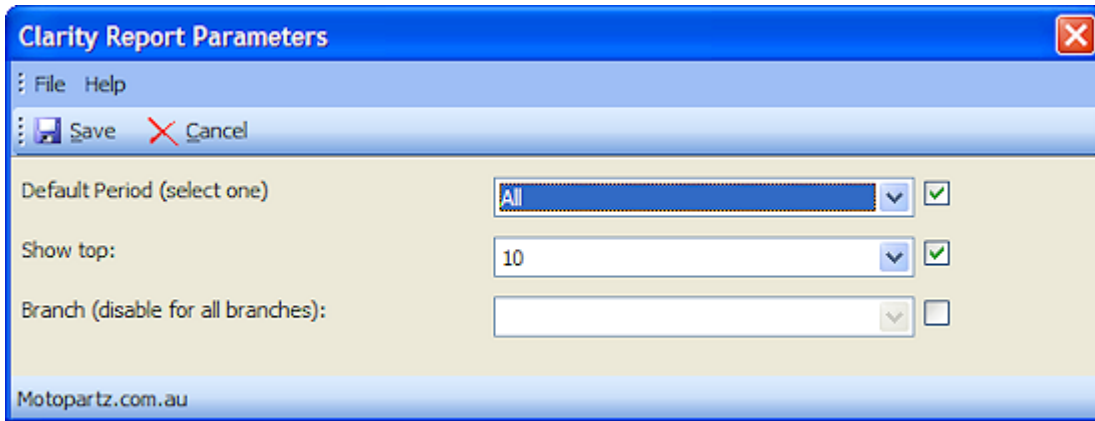 Clarity Report Parameters
File Help
Save Cancel
Default Period (select one) All
Show top: 10
Branch (disable for all branches):
Motopartz.com.au